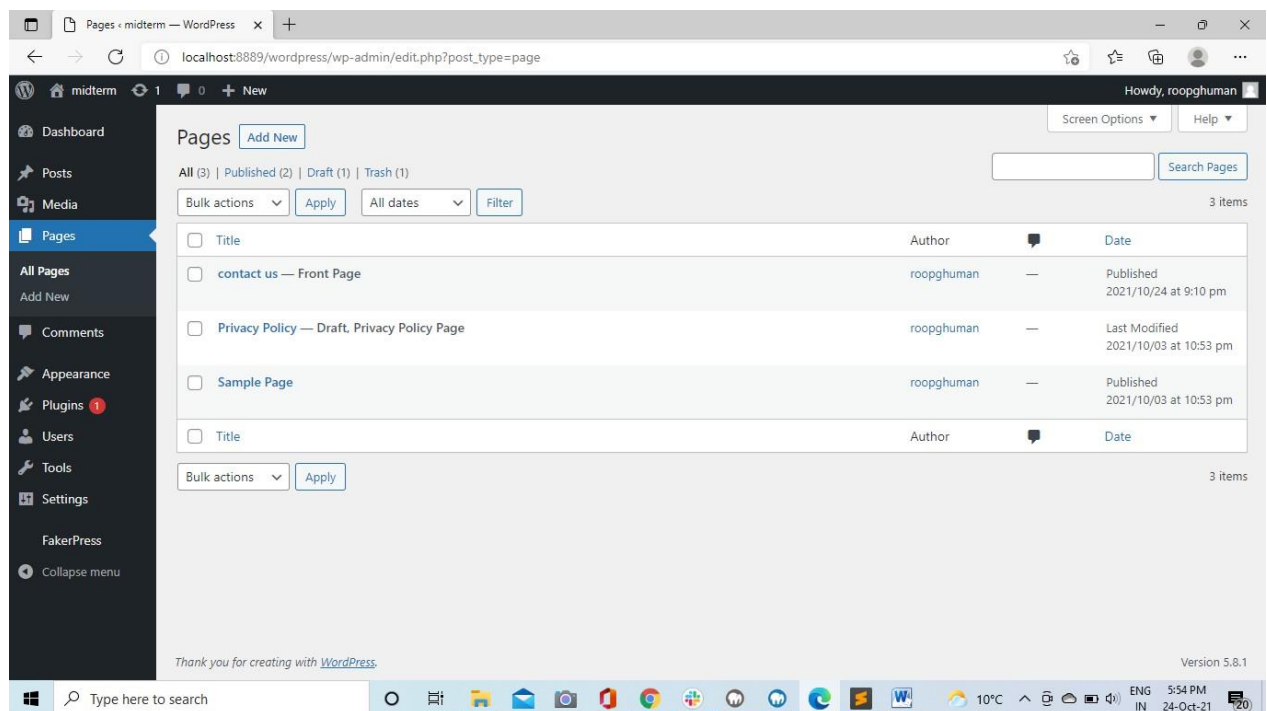 Pages ‹ midterm — WordPress
localhost:8889/wordpress/wp-admin/edit.php?post_type=page
midterm 1 0 New Howdy, roopghuman
Screen Options Help
Dashboard
Posts
Media
Pages
All Pages
Add New
Comments
Appearance
Plugins 1
Users
Tools
Settings
FakerPress
Collapse menu
Pages Add New
All (3) | Published (2) | Draft (1) | Trash (1)
Search Pages
Bulk actions Apply All dates Filter 3 items
Title Author Date
contact us — Front Page roopghuman — Published
2021/10/24 at 9:10 pm
Privacy Policy — Draft, Privacy Policy Page roopghuman — Last Modified
2021/10/03 at 10:53 pm
Sample Page roopghuman — Published
2021/10/03 at 10:53 pm
Title Author Date
Bulk actions Apply 3 items
Thank you for creating with WordPress. Version 5.8.1
Type here to search 10°C ENG 5:54 PM
IN 24-Oct-21 20